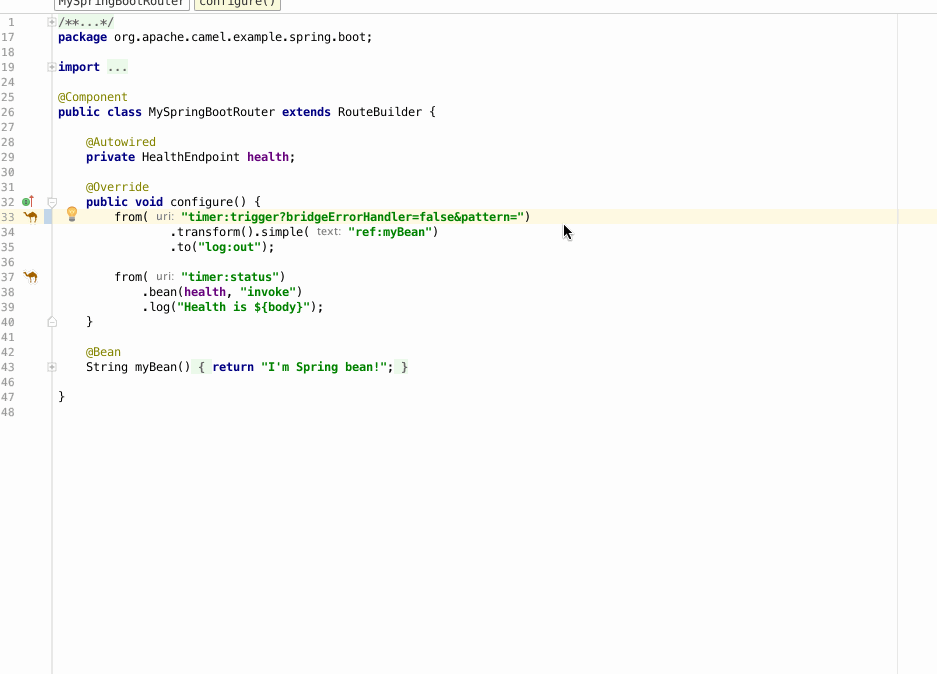 MySpringBootRouter configure()
1 /**...*/
17 package org.apache.camel.example.spring.boot;
18
19 import ...
24
25 @Component
26 public class MySpringBootRouter extends RouteBuilder {
27
28 @Autowired
29 private HealthEndpoint health;
30
31 @Override
32 public void configure() {
33 from( uri: "timer:trigger?bridgeErrorHandler=false&pattern=")
34 .transform().simple( text: "ref:myBean")
35 .to("log:out");
36
37 from( uri: "timer:status")
38 .bean(health, "invoke")
39 .log("Health is ${body}");
40 }
41
42 @Bean
43 String myBean() { return "I'm Spring bean!"; }
46
47 }
48